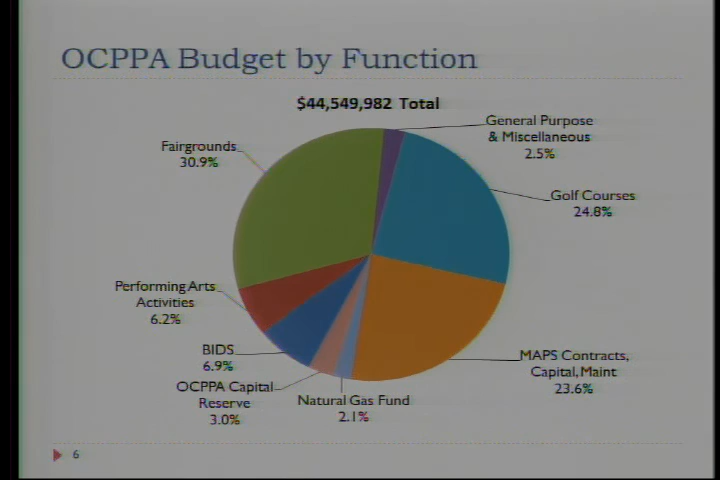 OCPPA Budget by Function
$44,549,982 Total
General Purpose
& Miscellaneous
2.5%
Fairgrounds
30.9%
Golf Courses
24.8%
Performing Arts
Activities
6.2%
BIDS
6.9%
MAPS Contracts,
Capital, Maint
23.6%
OCPPA Capital
Reserve
3.0%
Natural Gas Fund
2.1%
6